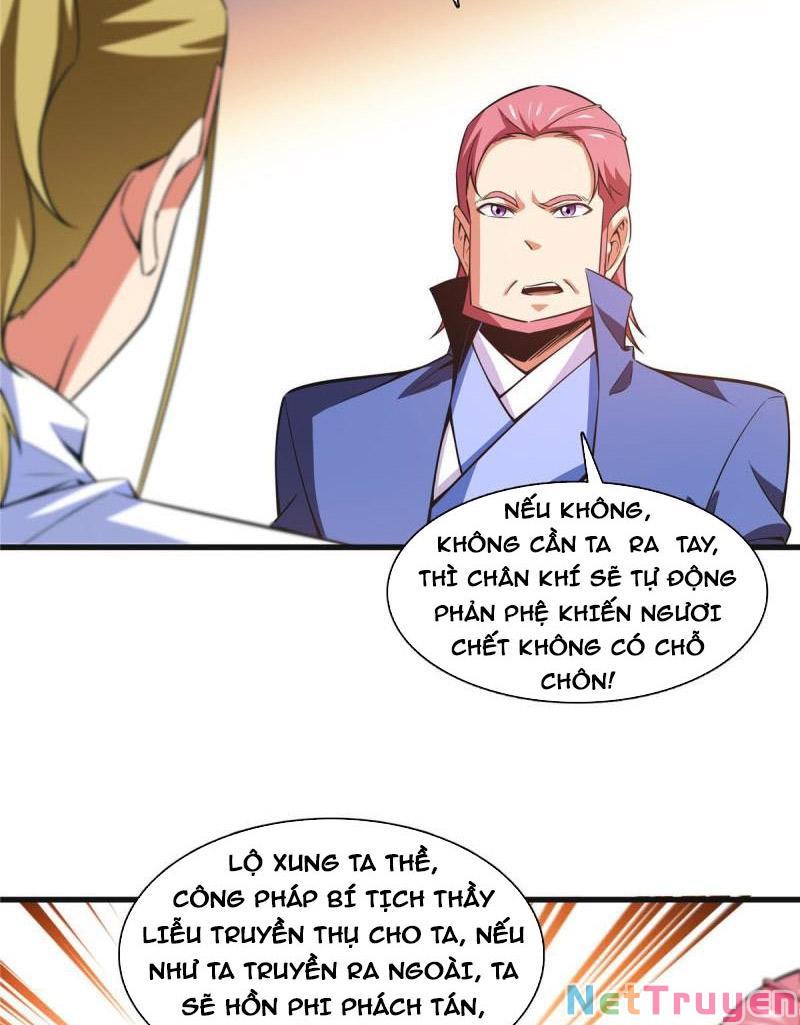 NẾU KHÔNG,
KHÔNG CẦN TA RA TAY,
THÌ CHÂN KHÍ SẼ TỰ ĐỘNG
PHẢN PHỆ KHIẾN NGƯƠI
CHẾT KHÔNG CÓ CHỖ
CHÔN!
LỘ XUNG TA THỀ,
CÔNG PHÁP BÍ TỊCH THẦY
LIỄU TRUYỀN THỤ CHO TA, NẾU
NHƯ TA TRUYỀN RA NGOÀI, TA
SẼ HỒN PHI PHÁCH TÁN,
NetTruyen